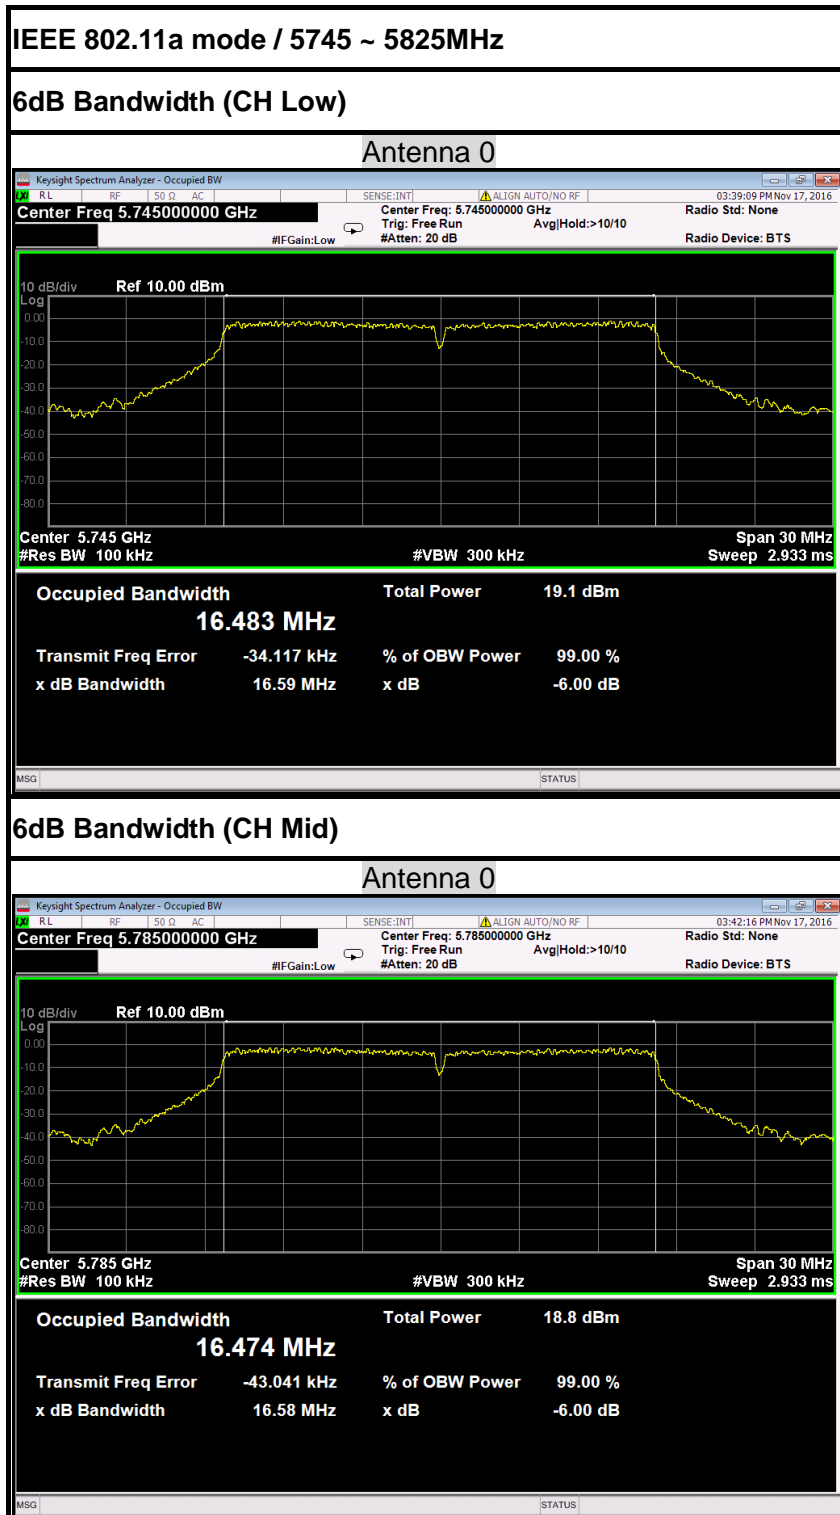 IEEE 802.11a mode / 5745 ~ 5825MHz
6dB Bandwidth (CH Low)
Antenna 0
Keysight Spectrum Analyzer - Occupied BW
LXI RL RF 50 Ω AC SENSE:INT ALIGN AUTO/NO RF 03:39:09 PM Nov 17, 2016
Center Freq 5.745000000 GHz Center Freq: 5.745000000 GHz Radio Std: None
Trig: Free Run Avg|Hold:>10/10
#IFGain:Low #Atten: 20 dB Radio Device: BTS
10 dB/div Ref 10.00 dBm
Log
0.00
-10.0
-20.0
-30.0
-40.0
-50.0
-60.0
-70.0
-80.0
Center 5.745 GHz Span 30 MHz
#Res BW 100 kHz #VBW 300 kHz Sweep 2.933 ms
Occupied Bandwidth Total Power 19.1 dBm
16.483 MHz
Transmit Freq Error -34.117 kHz % of OBW Power 99.00 %
x dB Bandwidth 16.59 MHz x dB -6.00 dB
MSG STATUS
6dB Bandwidth (CH Mid)
Antenna 0
Keysight Spectrum Analyzer - Occupied BW
LXI RL RF 50 Ω AC SENSE:INT ALIGN AUTO/NO RF 03:42:16 PM Nov 17, 2016
Center Freq 5.785000000 GHz Center Freq: 5.785000000 GHz Radio Std: None
Trig: Free Run Avg|Hold:>10/10
#IFGain:Low #Atten: 20 dB Radio Device: BTS
10 dB/div Ref 10.00 dBm
Log
0.00
-10.0
-20.0
-30.0
-40.0
-50.0
-60.0
-70.0
-80.0
Center 5.785 GHz Span 30 MHz
#Res BW 100 kHz #VBW 300 kHz Sweep 2.933 ms
Occupied Bandwidth Total Power 18.8 dBm
16.474 MHz
Transmit Freq Error -43.041 kHz % of OBW Power 99.00 %
x dB Bandwidth 16.58 MHz x dB -6.00 dB
MSG STATUS